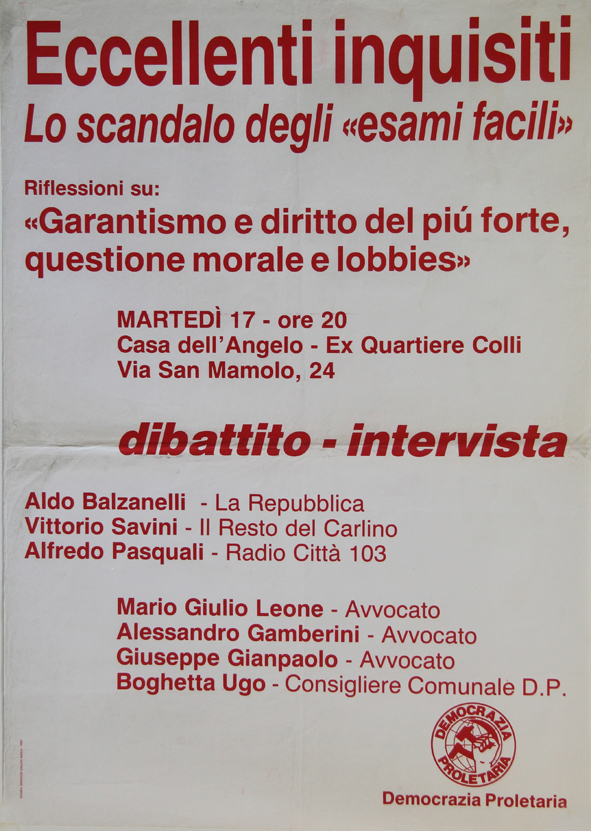 Eccellenti inquisiti
Lo scandalo degli «esami facili»
Riflessioni su:
«Garantismo e diritto del piú forte,
questione morale e lobbies»
MARTEDÌ 17 - ore 20
Casa dell'Angelo - Ex Quartiere Colli
Via San Mamolo, 24
dibattito - intervista
Aldo Balzanelli - La Repubblica
Vittorio Savini - Il Resto del Carlino
Alfredo Pasquali - Radio Città 103
Mario Giulio Leone - Avvocato
Alessandro Gamberini - Avvocato
Giuseppe Gianpaolo - Avvocato
Boghetta Ugo - Consigliere Comunale D.P.
DEMOCRAZIA
PROLETARIA
Democrazia Proletaria